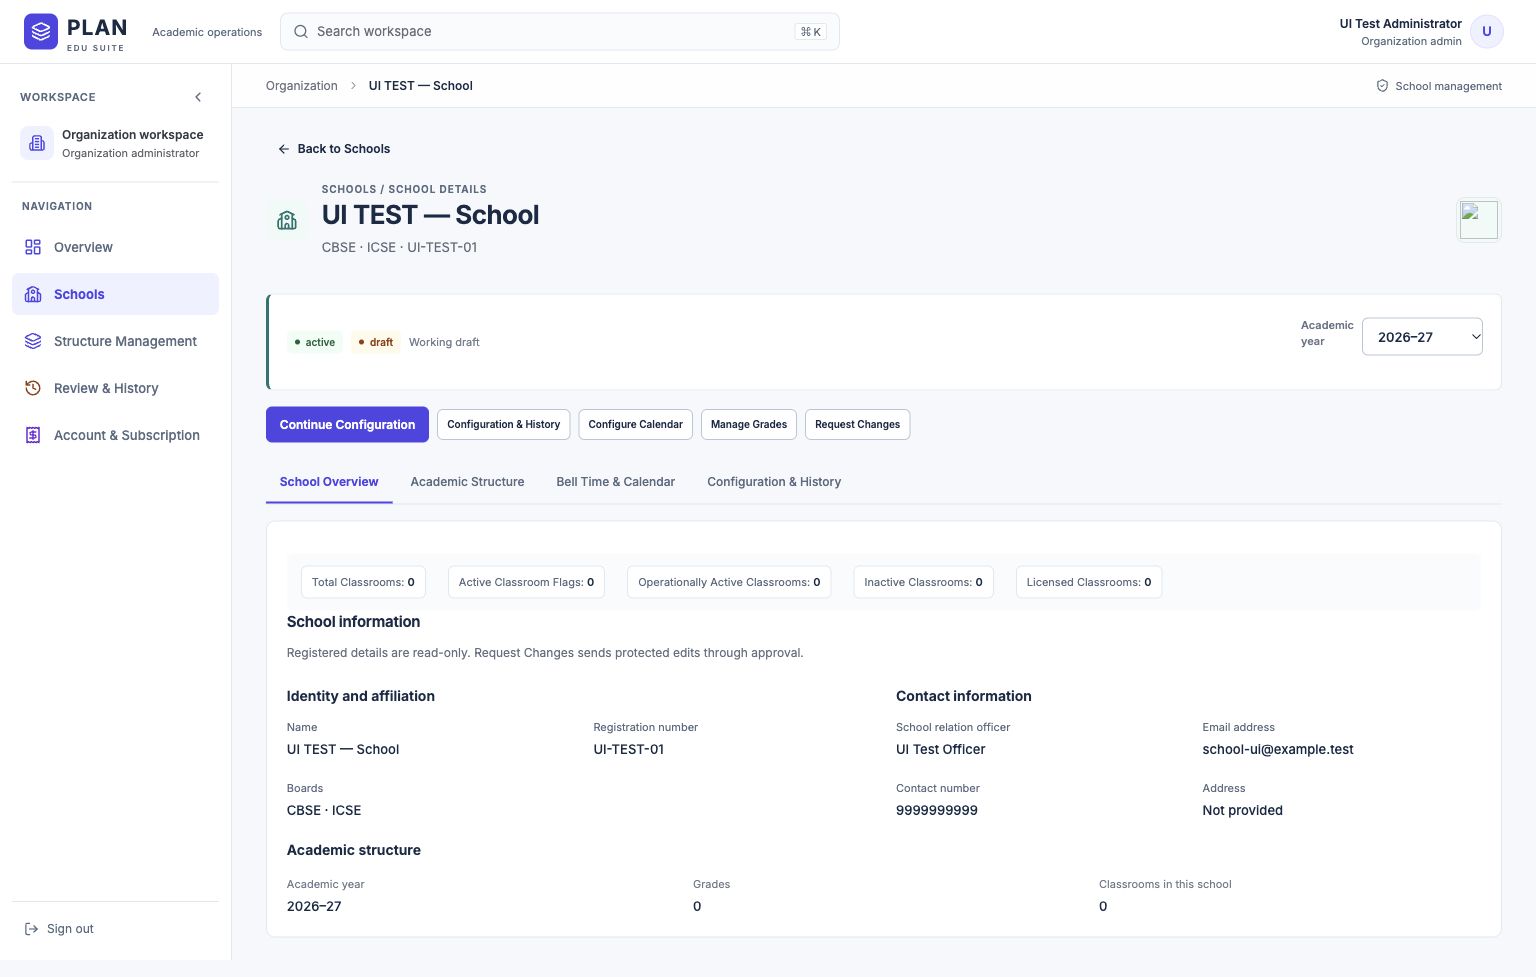 PLAN
EDU SUITE
Academic operations
Search workspace
⌘ K
UI Test Administrator
Organization admin
U
WORKSPACE
Organization workspace
Organization administrator
NAVIGATION
Overview
Schools
Structure Management
Review & History
Account & Subscription
Sign out
Organization
UI TEST — School
School management
Back to Schools
SCHOOLS / SCHOOL DETAILS
UI TEST — School
CBSE · ICSE · UI-TEST-01
active
draft
Working draft
Academic
year
2026–27
Continue Configuration
Configuration & History
Configure Calendar
Manage Grades
Request Changes
School Overview
Academic Structure
Bell Time & Calendar
Configuration & History
Total Classrooms: 0
Active Classroom Flags: 0
Operationally Active Classrooms: 0
Inactive Classrooms: 0
Licensed Classrooms: 0
School information
Registered details are read-only. Request Changes sends protected edits through approval.
Identity and affiliation
Name
UI TEST — School
Registration number
UI-TEST-01
Boards
CBSE · ICSE
Contact information
School relation officer
UI Test Officer
Email address
school-ui@example.test
Contact number
9999999999
Address
Not provided
Academic structure
Academic year
2026–27
Grades
0
Classrooms in this school
0